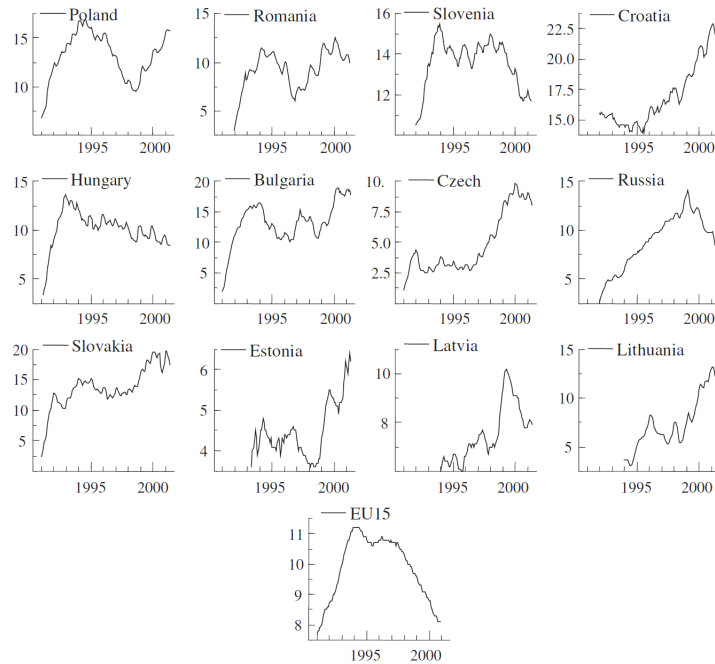 Poland Romania Slovenia Croatia
15 15 16 22.5
10 10 14 20.0
5 12 17.5
15.0
1995 2000 1995 2000 1995 2000 1995 2000
Hungary Bulgaria Czech Russia
15 20 10. 15
10 15 7.5 10
5 10 5.0 5
5 2.5
1995 2000 1995 2000 1995 2000 1995 2000
Slovakia Estonia Latvia Lithuania
20 6 10 15
15 5 8 10
10 4 5
5
1995 2000 1995 2000 1995 2000 1995 2000
EU15
11
10
9
8
1995 2000